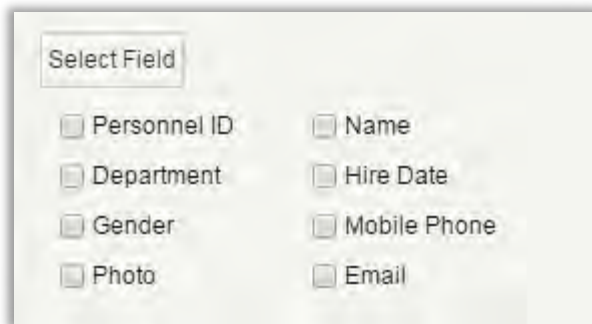 Select Field
Personnel ID Name
Department Hire Date
Gender Mobile Phone
Photo Email